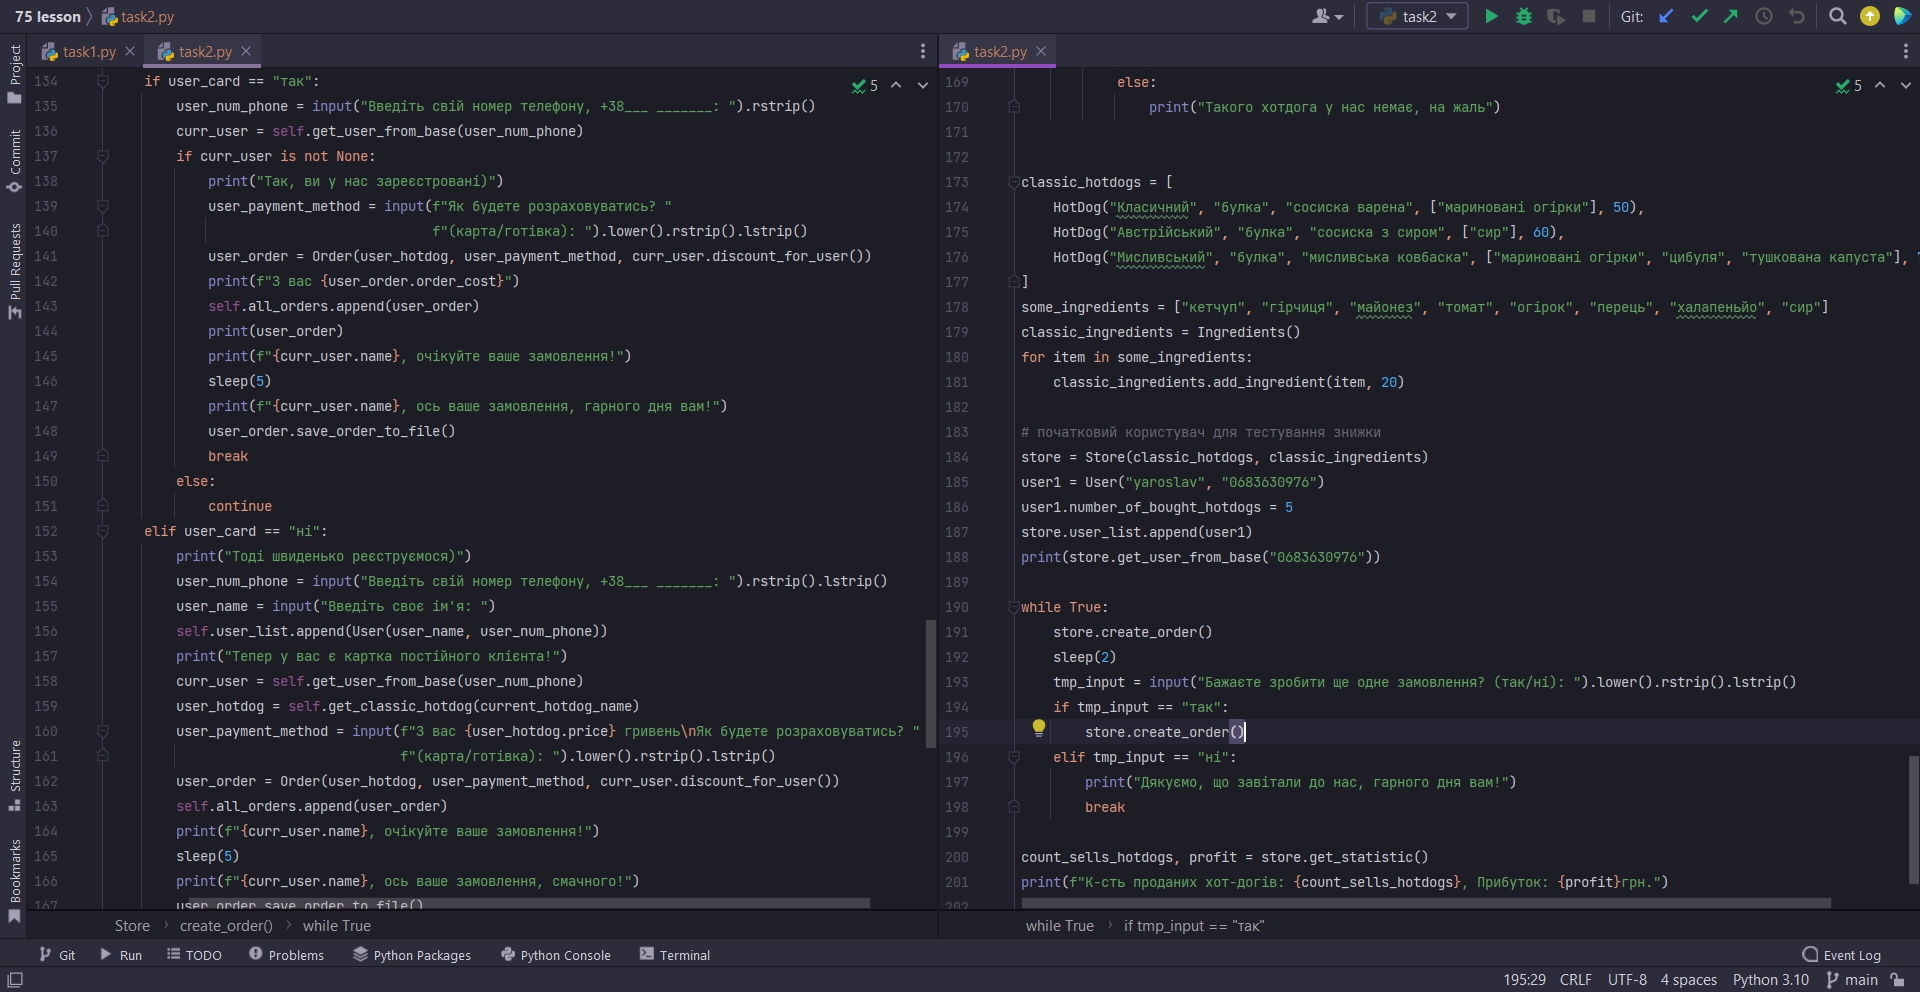 75 lesson
task2.py
task2
Git:
Project
Commit
Pull Requests
Structure
Bookmarks
task1.py
task2.py
5
134 if user_card == "так":
135 user_num_phone = input("Введіть свій номер телефону, +38___ _______: ").rstrip()
136 curr_user = self.get_user_from_base(user_num_phone)
137 if curr_user is not None:
138 print("Так, ви у нас зареєстровані)")
139 user_payment_method = input(f"Як будете розраховуватись? "
140 f"(карта/готівка): ").lower().rstrip().lstrip()
141 user_order = Order(user_hotdog, user_payment_method, curr_user.discount_for_user())
142 print(f"З вас {user_order.order_cost}")
143 self.all_orders.append(user_order)
144 print(user_order)
145 print(f"{curr_user.name}, очікуйте ваше замовлення!")
146 sleep(5)
147 print(f"{curr_user.name}, ось ваше замовлення, гарного дня вам!")
148 user_order.save_order_to_file()
149 break
150 else:
151 continue
152 elif user_card == "ні":
153 print("Тоді швиденько реєструємося)")
154 user_num_phone = input("Введіть свій номер телефону, +38___ _______: ").rstrip().lstrip()
155 user_name = input("Введіть своє ім'я: ")
156 self.user_list.append(User(user_name, user_num_phone))
157 print("Тепер у вас є картка постійного клієнта!")
158 curr_user = self.get_user_from_base(user_num_phone)
159 user_hotdog = self.get_classic_hotdog(current_hotdog_name)
160 user_payment_method = input(f"З вас {user_hotdog.price} гривень\nЯк будете розраховуватись? "
161 f"(карта/готівка): ").lower().rstrip().lstrip()
162 user_order = Order(user_hotdog, user_payment_method, curr_user.discount_for_user())
163 self.all_orders.append(user_order)
164 print(f"{curr_user.name}, очікуйте ваше замовлення!")
165 sleep(5)
166 print(f"{curr_user.name}, ось ваше замовлення, смачного!")
167 user_order.save_order_to_file()
Store
create_order()
while True
task2.py
5
169 else:
170 print("Такого хотдога у нас немає, на жаль")
171
172
173 classic_hotdogs = [
174 HotDog("Класичний", "булка", "сосиска варена", ["мариновані огірки"], 50),
175 HotDog("Австрійський", "булка", "сосиска з сиром", ["сир"], 60),
176 HotDog("Мисливський", "булка", "мисливська ковбаска", ["мариновані огірки", "цибуля", "тушкована капуста"],
177 ]
178 some_ingredients = ["кетчуп", "гірчиця", "майонез", "томат", "огірок", "перець", "халапеньйо", "сир"]
179 classic_ingredients = Ingredients()
180 for item in some_ingredients:
181 classic_ingredients.add_ingredient(item, 20)
182
183 # початковий користувач для тестування знижки
184 store = Store(classic_hotdogs, classic_ingredients)
185 user1 = User("yaroslav", "0683630976")
186 user1.number_of_bought_hotdogs = 5
187 store.user_list.append(user1)
188 print(store.get_user_from_base("0683630976"))
189
190 while True:
191 store.create_order()
192 sleep(2)
193 tmp_input = input("Бажаєте зробити ще одне замовлення? (так/ні): ").lower().rstrip().lstrip()
194 if tmp_input == "так":
195 store.create_order()
196 elif tmp_input == "ні":
197 print("Дякуємо, що завітали до нас, гарного дня вам!")
198 break
199
200 count_sells_hotdogs, profit = store.get_statistic()
201 print(f"К-сть проданих хот-догів: {count_sells_hotdogs}, Прибуток: {profit}грн.")
202
while True
if tmp_input == "так"
Git
Run
TODO
Problems
Python Packages
Python Console
Terminal
Event Log
195:29 CRLF UTF-8 4 spaces Python 3.10 main